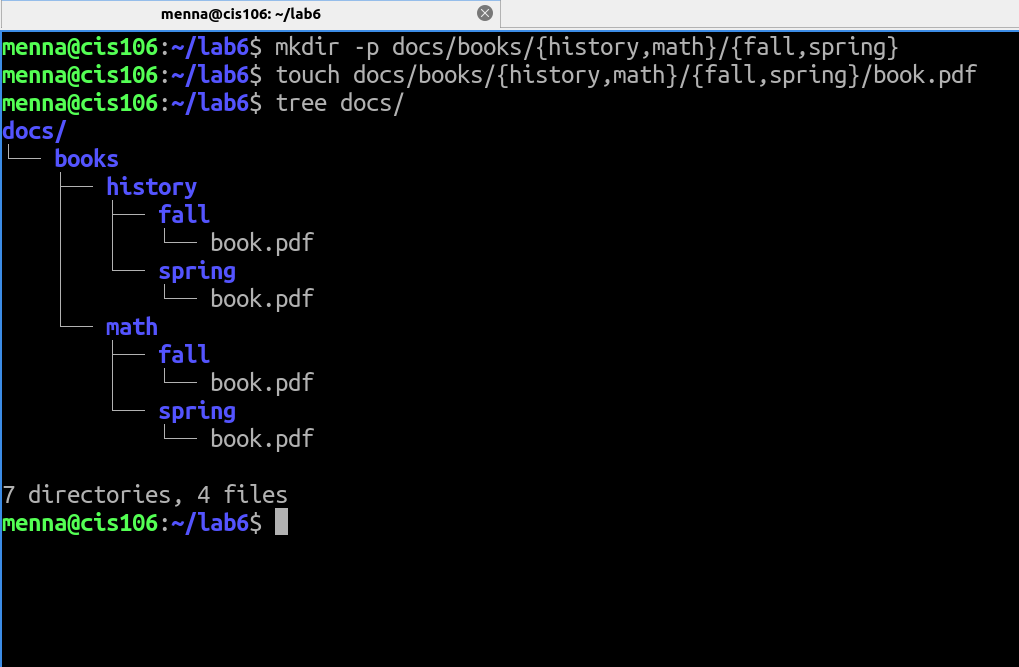 menna@cis106: ~/lab6
menna@cis106:~/lab6$ mkdir -p docs/books/{history,math}/{fall,spring}
menna@cis106:~/lab6$ touch docs/books/{history,math}/{fall,spring}/book.pdf
menna@cis106:~/lab6$ tree docs/
docs/
└── books
    ├── history
    │   ├── fall
    │   │   └── book.pdf
    │   └── spring
    │       └── book.pdf
    └── math
        ├── fall
        │   └── book.pdf
        └── spring
            └── book.pdf
7 directories, 4 files
menna@cis106:~/lab6$